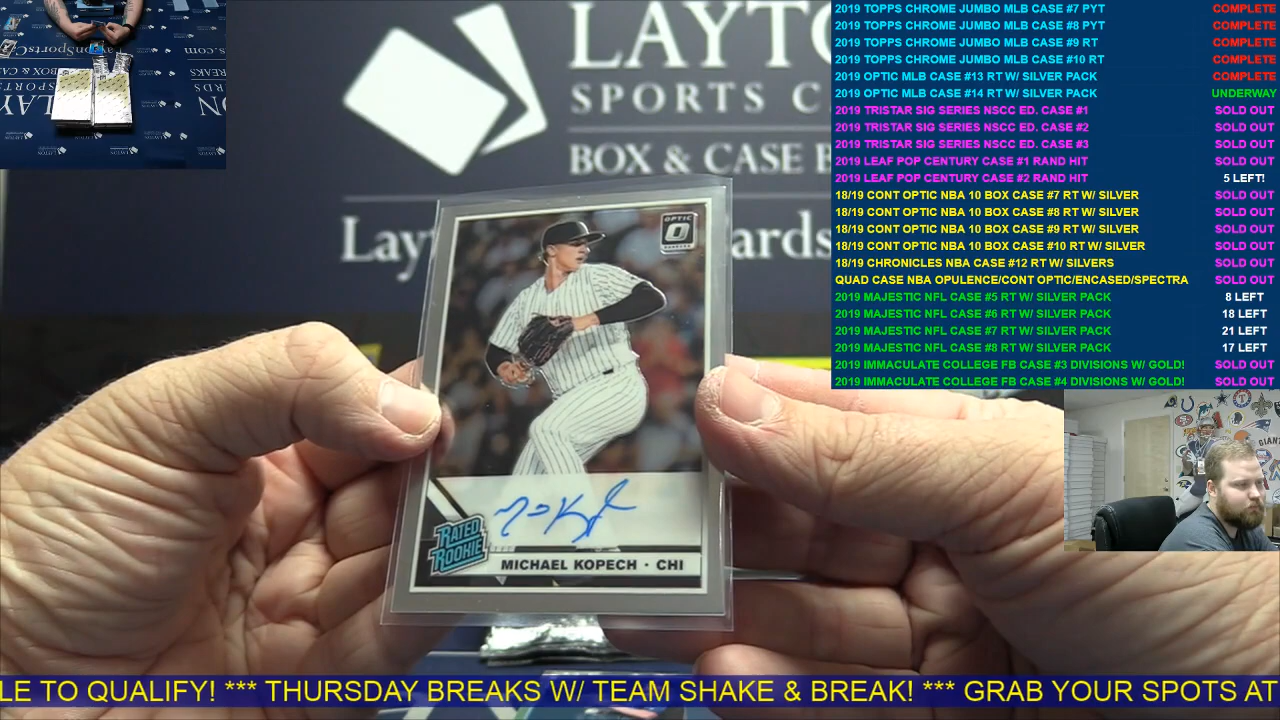 LAYTO
SPORTS C
BOX & CASE B
Lay ards
2019 TOPPS CHROME JUMBO MLB CASE #7 PYT COMPLETE
2019 TOPPS CHROME JUMBO MLB CASE #8 PYT COMPLETE
2019 TOPPS CHROME JUMBO MLB CASE #9 RT COMPLETE
2019 TOPPS CHROME JUMBO MLB CASE #10 RT COMPLETE
2019 OPTIC MLB CASE #13 RT W/ SILVER PACK COMPLETE
2019 OPTIC MLB CASE #14 RT W/ SILVER PACK UNDERWAY
2019 TRISTAR SIG SERIES NSCC ED. CASE #1 SOLD OUT
2019 TRISTAR SIG SERIES NSCC ED. CASE #2 SOLD OUT
2019 TRISTAR SIG SERIES NSCC ED. CASE #3 SOLD OUT
2019 LEAF POP CENTURY CASE #1 RAND HIT SOLD OUT
2019 LEAF POP CENTURY CASE #2 RAND HIT 5 LEFT!
18/19 CONT OPTIC NBA 10 BOX CASE #7 RT W/ SILVER SOLD OUT
18/19 CONT OPTIC NBA 10 BOX CASE #8 RT W/ SILVER SOLD OUT
18/19 CONT OPTIC NBA 10 BOX CASE #9 RT W/ SILVER SOLD OUT
18/19 CONT OPTIC NBA 10 BOX CASE #10 RT W/ SILVER SOLD OUT
18/19 CHRONICLES NBA CASE #12 RT W/ SILVERS SOLD OUT
QUAD CASE NBA OPULENCE/CONT OPTIC/ENCASED/SPECTRA SOLD OUT
2019 MAJESTIC NFL CASE #5 RT W/ SILVER PACK 8 LEFT
2019 MAJESTIC NFL CASE #6 RT W/ SILVER PACK 18 LEFT
2019 MAJESTIC NFL CASE #7 RT W/ SILVER PACK 21 LEFT
2019 MAJESTIC NFL CASE #8 RT W/ SILVER PACK 17 LEFT
2019 IMMACULATE COLLEGE FB CASE #3 DIVISIONS W/ GOLD! SOLD OUT
2019 IMMACULATE COLLEGE FB CASE #4 DIVISIONS W/ GOLD! SOLD OUT
OPTIC
RATED
ROOKIE
MICHAEL KOPECH · CHI
GIANTS
LE TO QUALIFY! *** THURSDAY BREAKS W/ TEAM SHAKE & BREAK! *** GRAB YOUR SPOTS AT